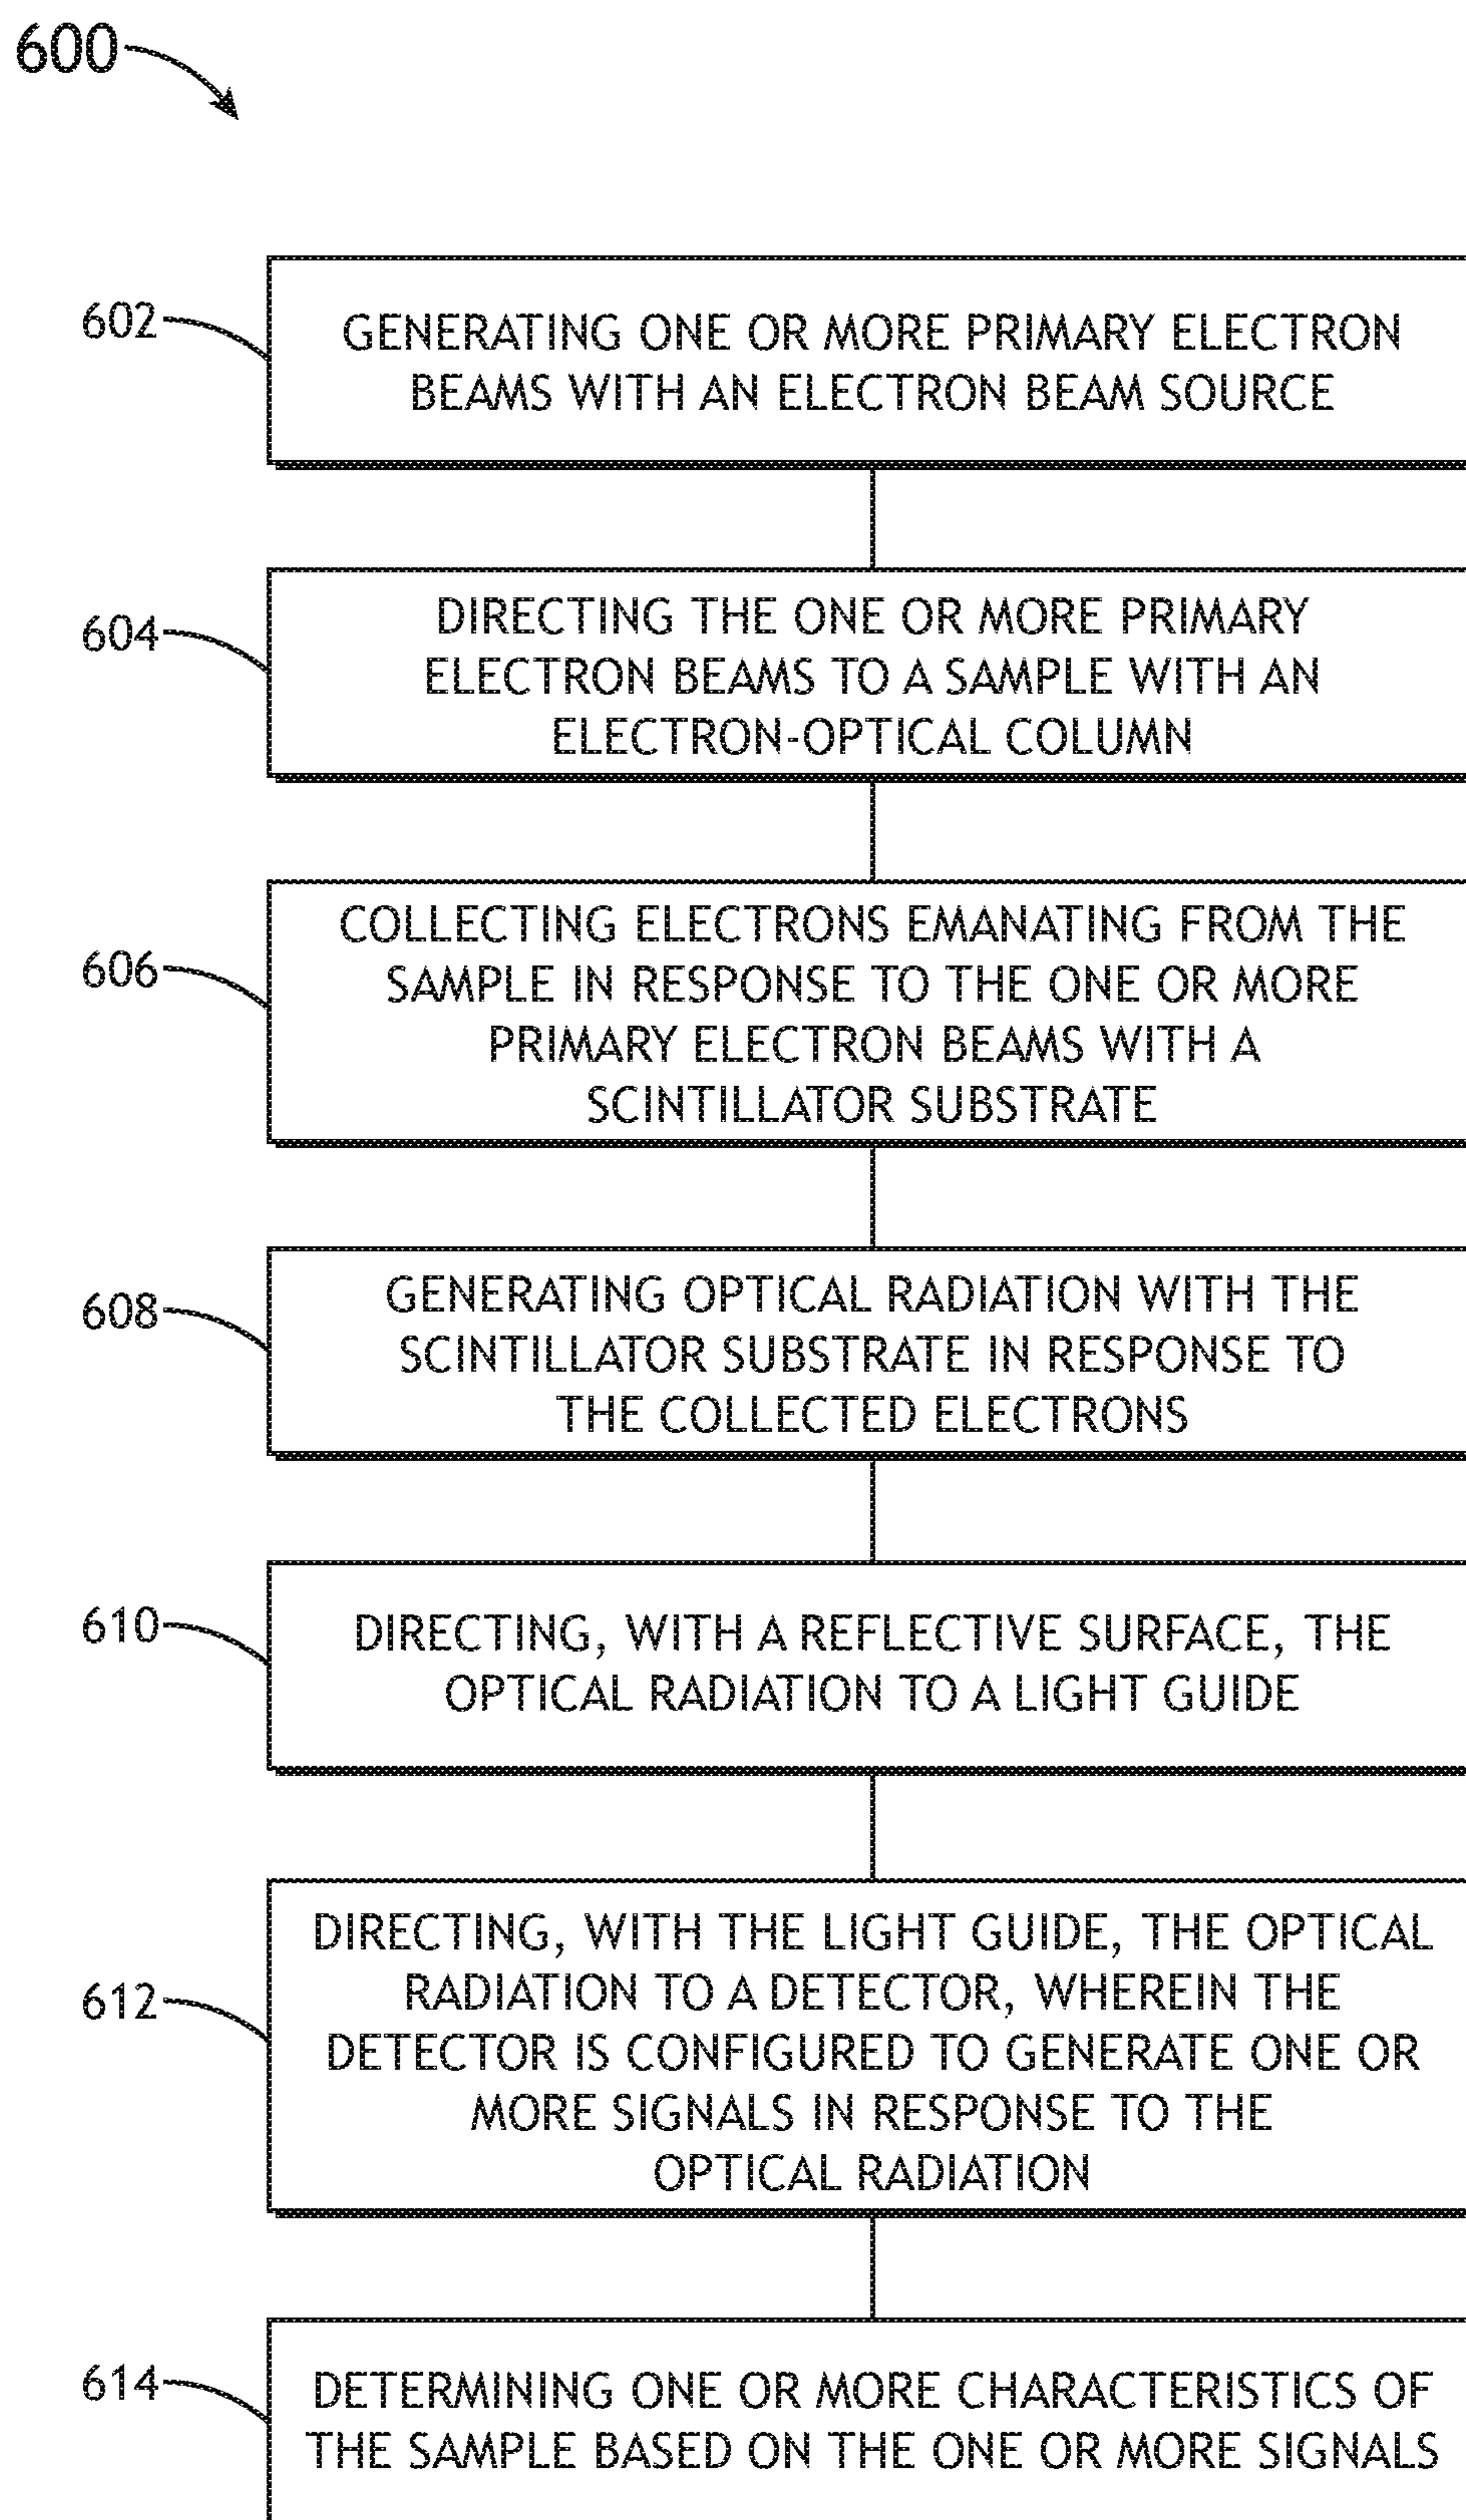 600
602
GENERATING ONE OR MORE PRIMARY ELECTRON
BEAMS WITH AN ELECTRON BEAM SOURCE
604
DIRECTING THE ONE OR MORE PRIMARY
ELECTRON BEAMS TO A SAMPLE WITH AN
ELECTRON-OPTICAL COLUMN
606
COLLECTING ELECTRONS EMANATING FROM THE
SAMPLE IN RESPONSE TO THE ONE OR MORE
PRIMARY ELECTRON BEAMS WITH A
SCINTILLATOR SUBSTRATE
608
GENERATING OPTICAL RADIATION WITH THE
SCINTILLATOR SUBSTRATE IN RESPONSE TO
THE COLLECTED ELECTRONS
610
DIRECTING, WITH A REFLECTIVE SURFACE, THE
OPTICAL RADIATION TO A LIGHT GUIDE
612
DIRECTING, WITH THE LIGHT GUIDE, THE OPTICAL
RADIATION TO A DETECTOR, WHEREIN THE
DETECTOR IS CONFIGURED TO GENERATE ONE OR
MORE SIGNALS IN RESPONSE TO THE
OPTICAL RADIATION
614
DETERMINING ONE OR MORE CHARACTERISTICS OF
THE SAMPLE BASED ON THE ONE OR MORE SIGNALS